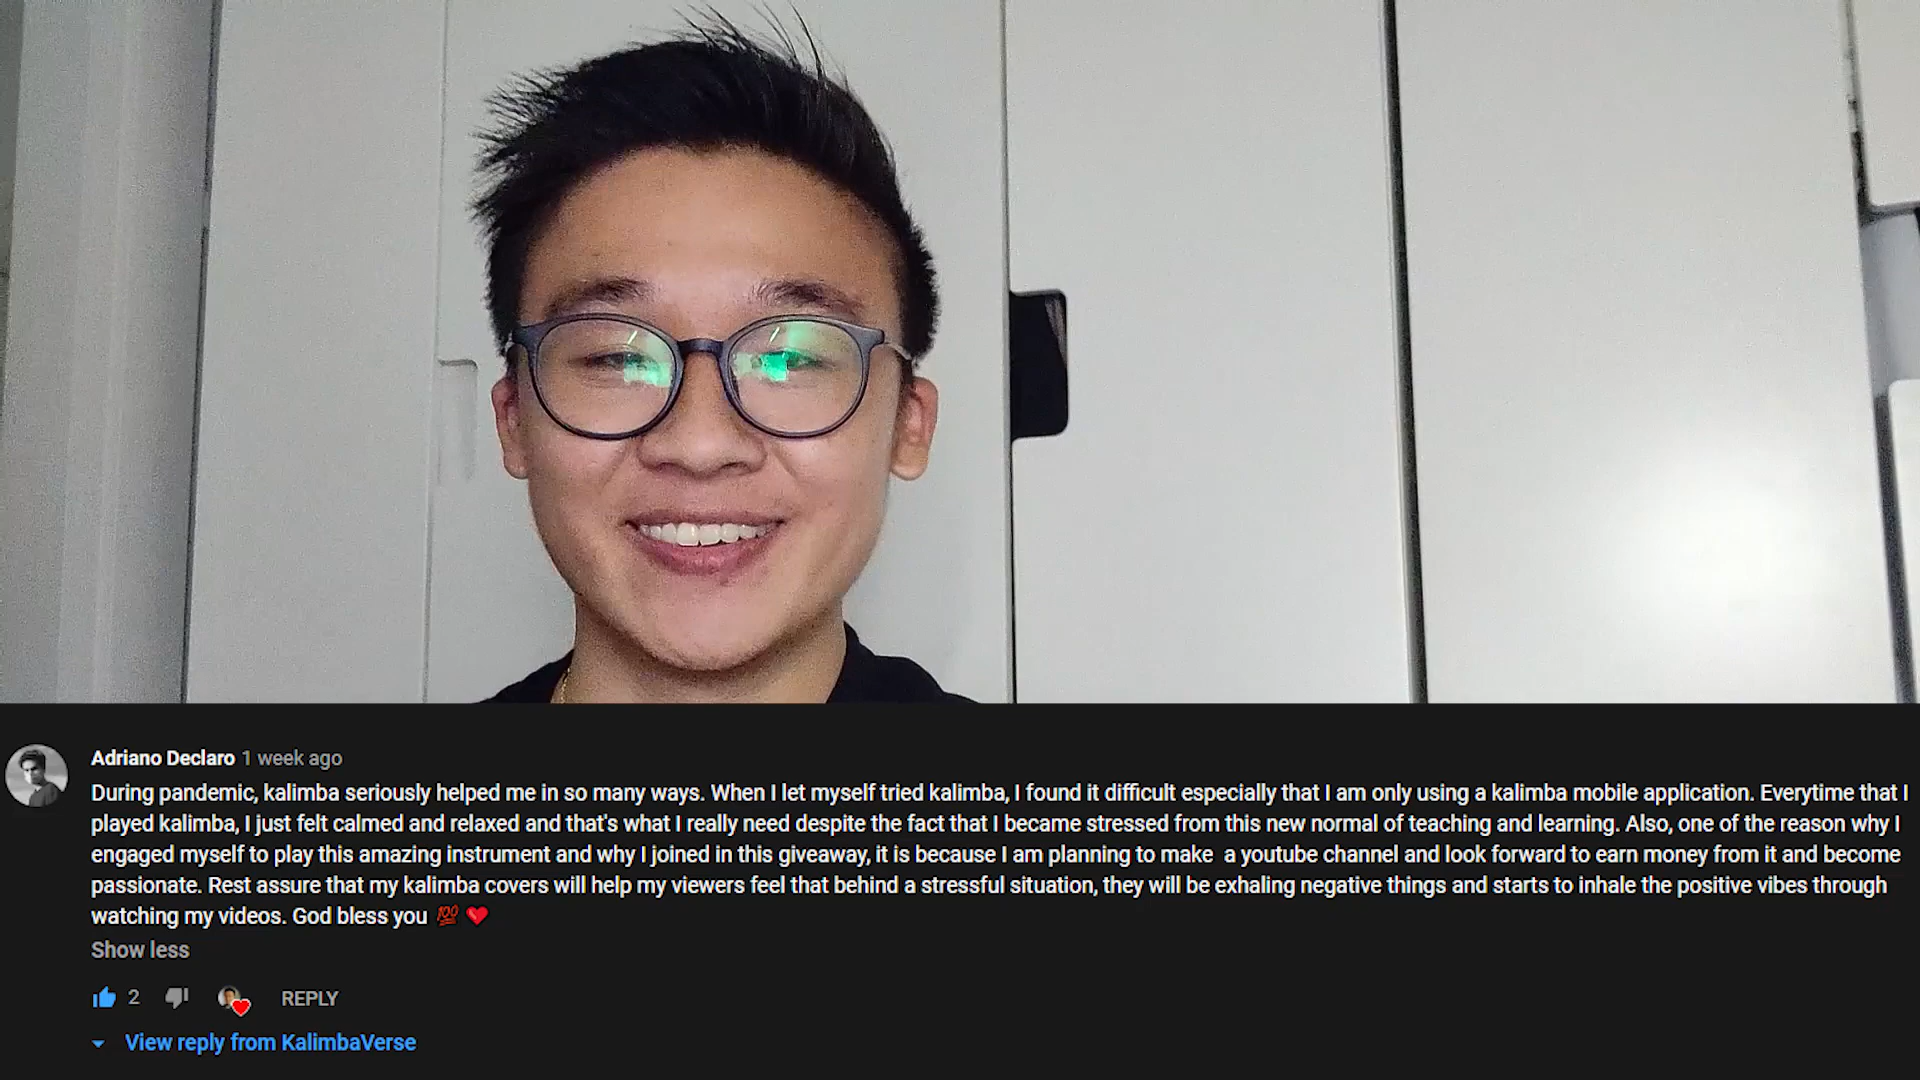 Adriano Declaro 1 week ago
During pandemic, kalimba seriously helped me in so many ways. When I let myself tried kalimba, I found it difficult especially that I am only using a kalimba mobile application. Everytime that I
played kalimba, I just felt calmed and relaxed and that's what I really need despite the fact that I became stressed from this new normal of teaching and learning. Also, one of the reason why I
engaged myself to play this amazing instrument and why I joined in this giveaway, it is because I am planning to make  a youtube channel and look forward to earn money from it and become
passionate. Rest assure that my kalimba covers will help my viewers feel that behind a stressful situation, they will be exhaling negative things and starts to inhale the positive vibes through
watching my videos. God bless you 💯 ❤️
Show less
2 REPLY
View reply from KalimbaVerse